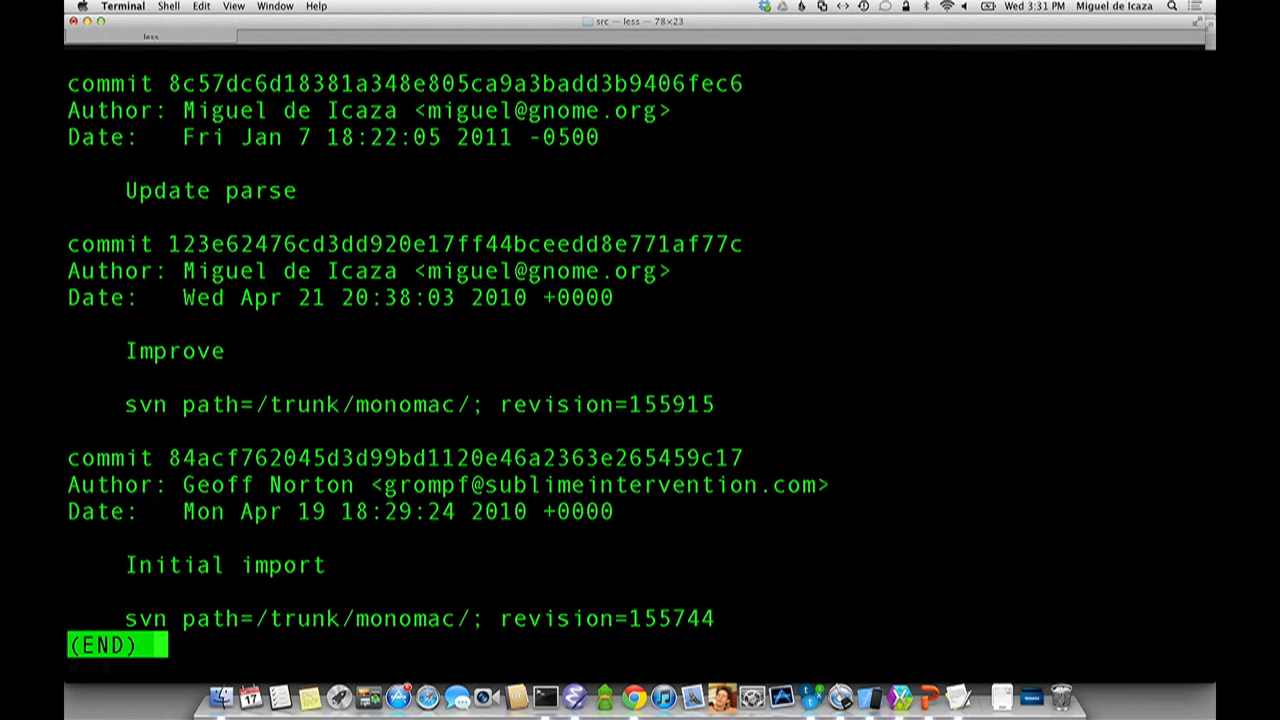 Terminal Shell Edit View Window Help Wed 3:31 PM Miguel de Icaza
src — less — 78×23
less
commit 8c57dc6d18381a348e805ca9a3badd3b9406fec6
Author: Miguel de Icaza <miguel@gnome.org>
Date: Fri Jan 7 18:22:05 2011 -0500
Update parse
commit 123e62476cd3dd920e17ff44bceedd8e771af77c
Author: Miguel de Icaza <miguel@gnome.org>
Date: Wed Apr 21 20:38:03 2010 +0000
Improve
svn path=/trunk/monomac/; revision=155915
commit 84acf762045d3d99bd1120e46a2363e265459c17
Author: Geoff Norton <grompf@sublimeintervention.com>
Date: Mon Apr 19 18:29:24 2010 +0000
Initial import
svn path=/trunk/monomac/; revision=155744
(END)
17